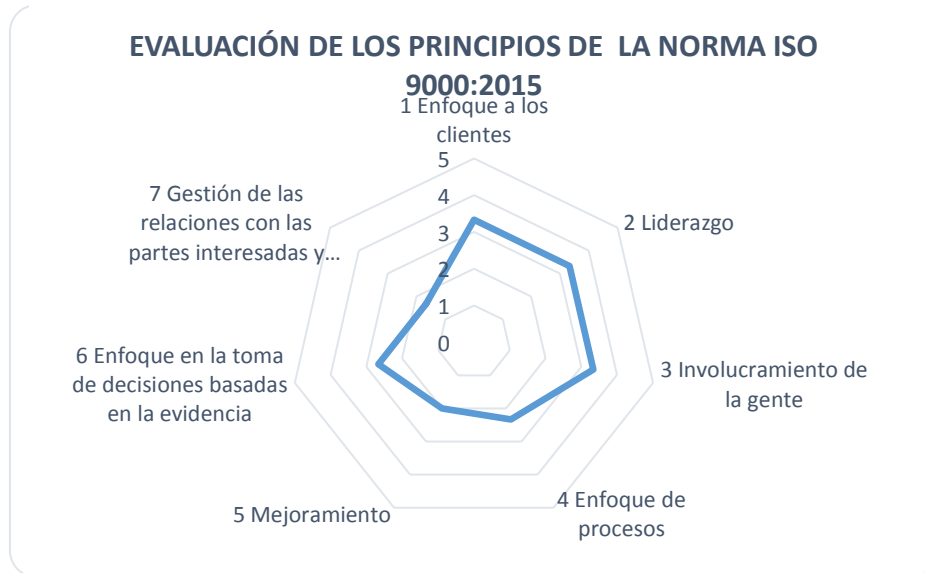 EVALUACIÓN DE LOS PRINCIPIOS DE LA NORMA ISO
9000:2015
1 Enfoque a los
clientes
5
4
3
2
1
0
2 Liderazgo
3 Involucramiento de
la gente
4 Enfoque de
procesos
5 Mejoramiento
6 Enfoque en la toma
de decisiones basadas
en la evidencia
7 Gestión de las
relaciones con las
partes interesadas y...